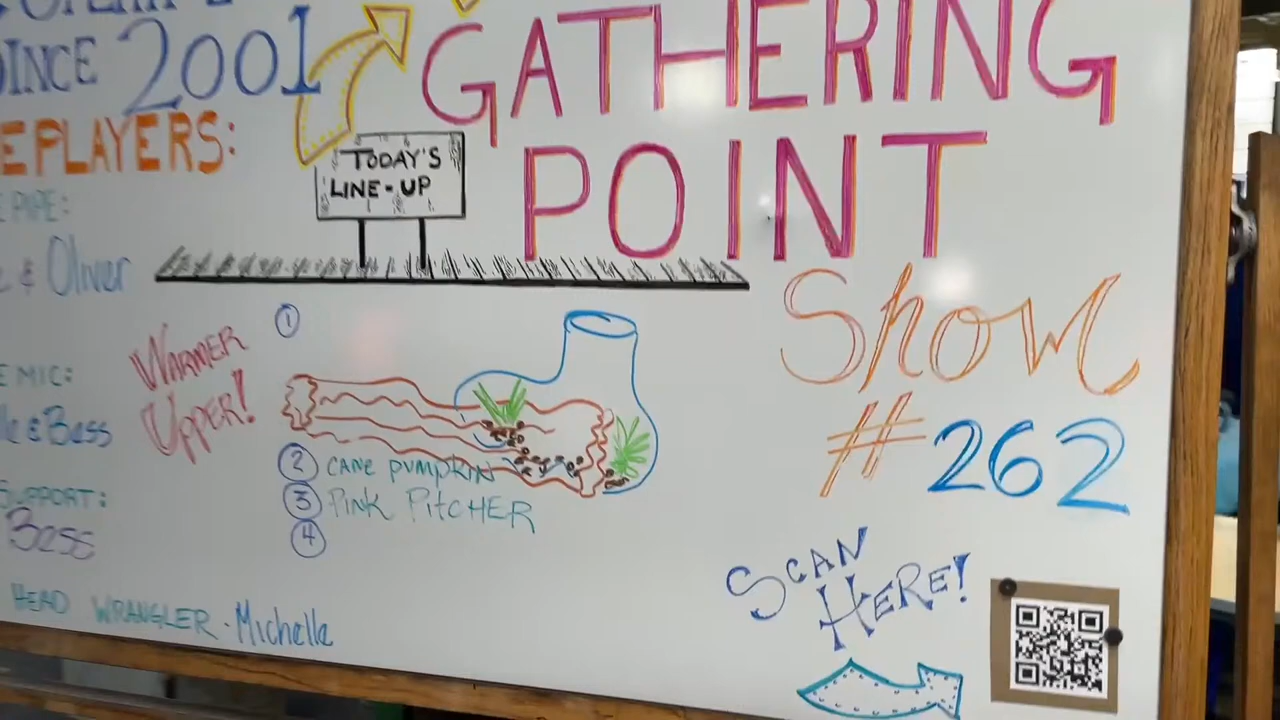 SINCE 2001
PLAYERS:
PIPE:
& Oliver
MIC:
& Bass
SUPPORT:
Bass
HEAD WRANGLER - Michelle
GATHERING
POINT
TODAY'S
LINE-UP
WARMER
UPPER!
1
2 CANE PUMPKIN
3 PINK PITCHER
4
Show
#262
SCAN
HERE!